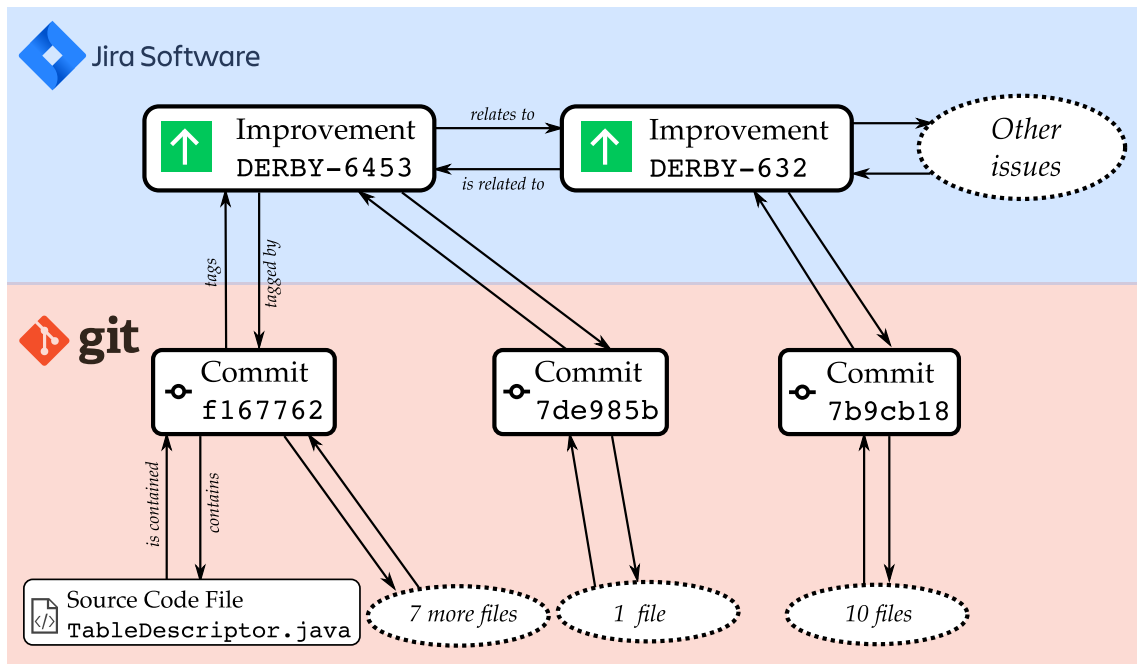 Jira Software
Improvement
DERBY-6453
relates to
is related to
Improvement
DERBY-632
Other
issues
tags
tagged by
git
Commit
f167762
Commit
7de985b
Commit
7b9cb18
is contained
contains
</>
Source Code File
TableDescriptor.java
7 more files
1 file
10 files